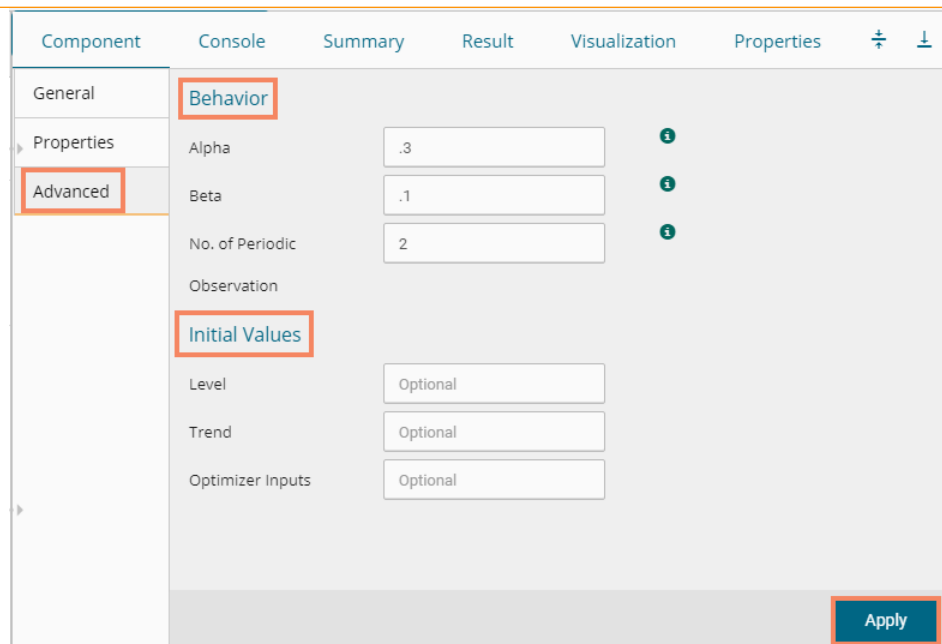 Component Console Summary Result Visualization Properties
General
Properties
Advanced
Behavior
Alpha .3
Beta .1
No. of Periodic 2
Observation
Initial Values
Level Optional
Trend Optional
Optimizer Inputs Optional
Apply